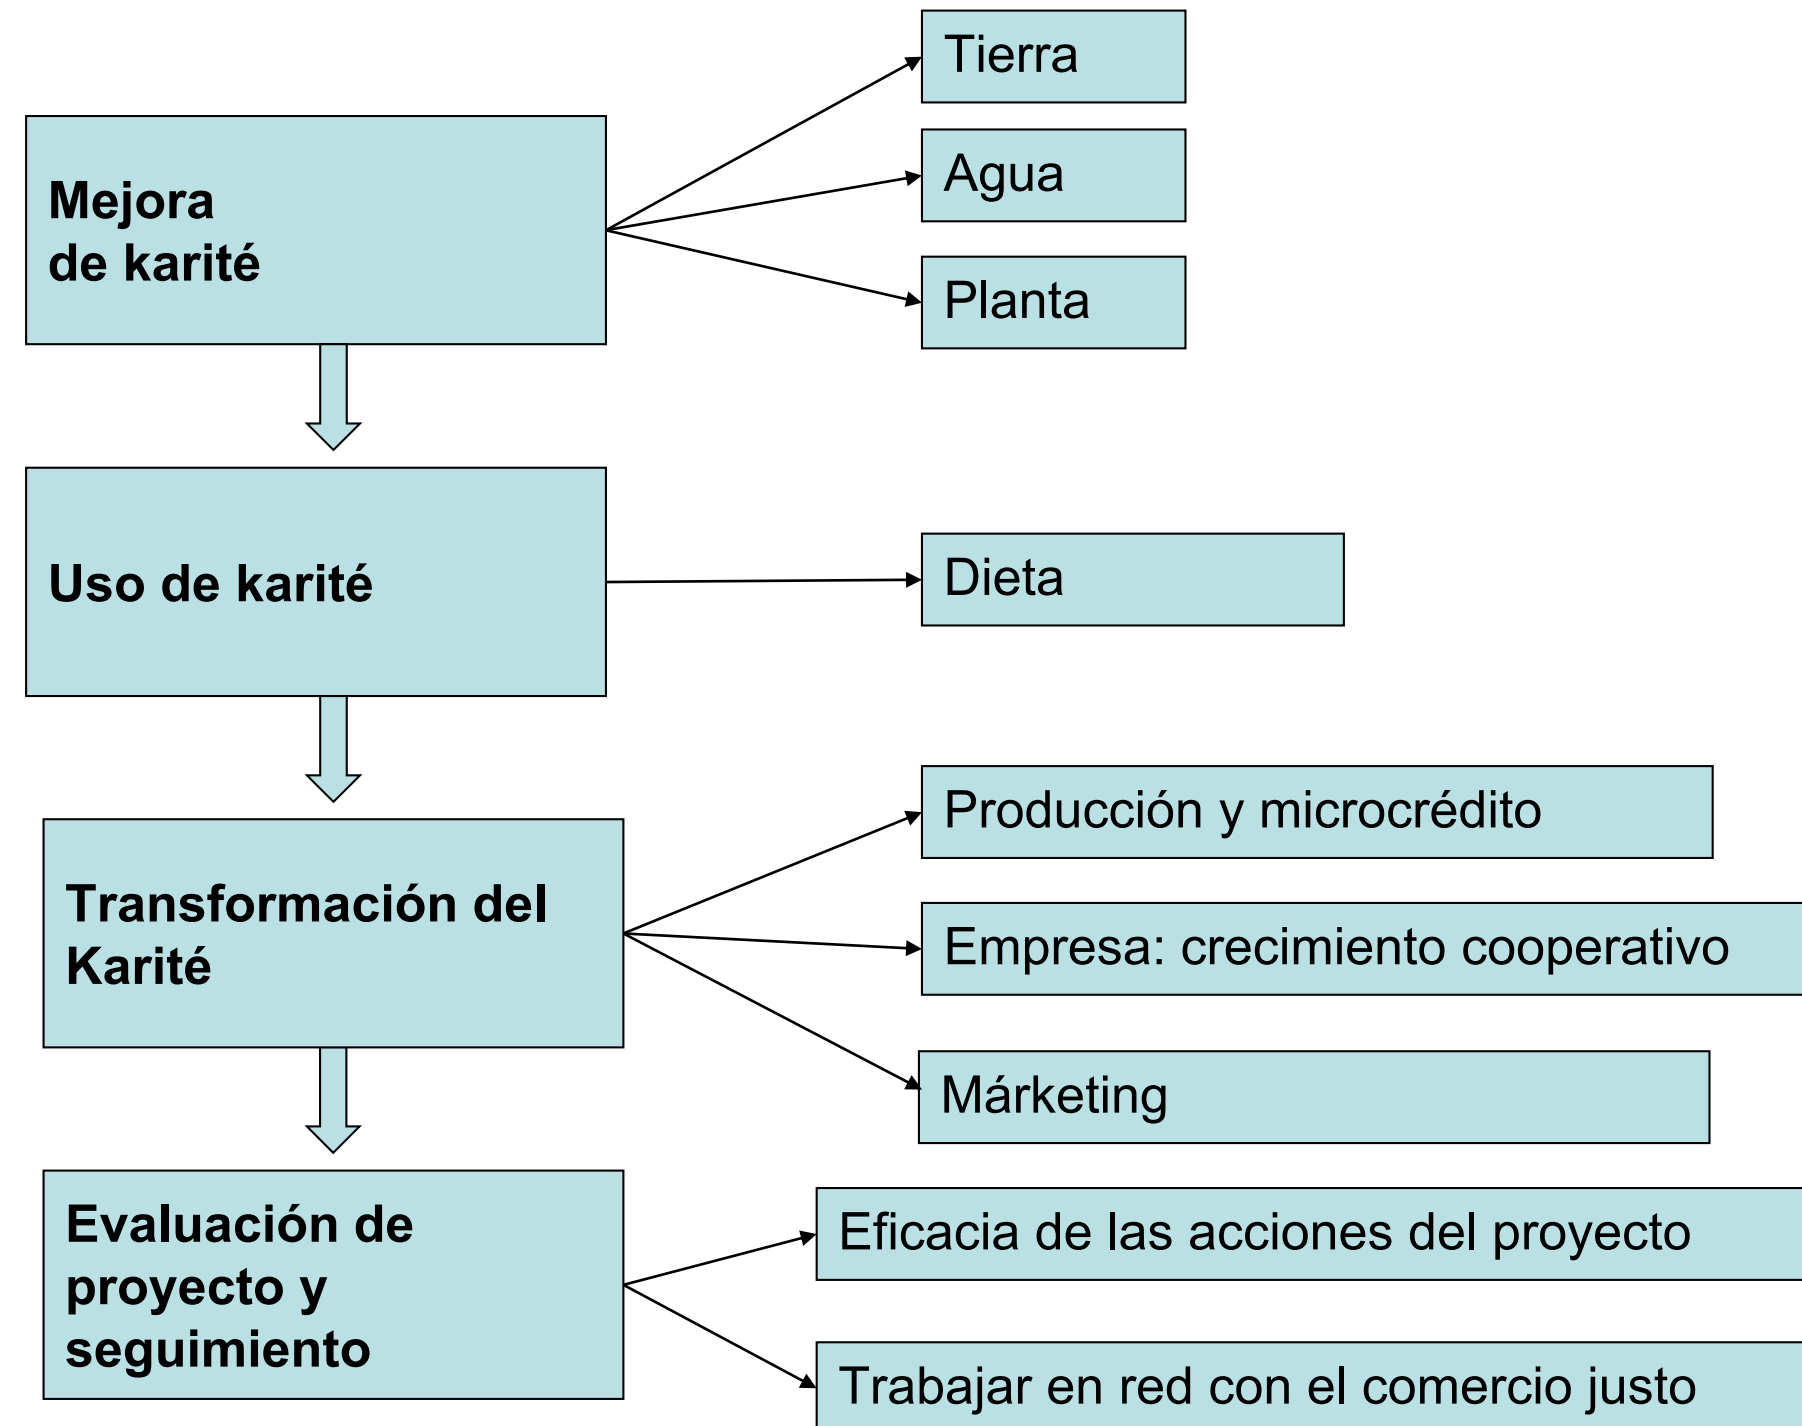 Tierra
Agua
Mejora
de karité
Planta
Uso de karité
Dieta
Producción y microcrédito
Transformación del
Karité
Empresa: crecimiento cooperativo
Márketing
Evaluación de
proyecto y
seguimiento
Eficacia de las acciones del proyecto
Trabajar en red con el comercio justo